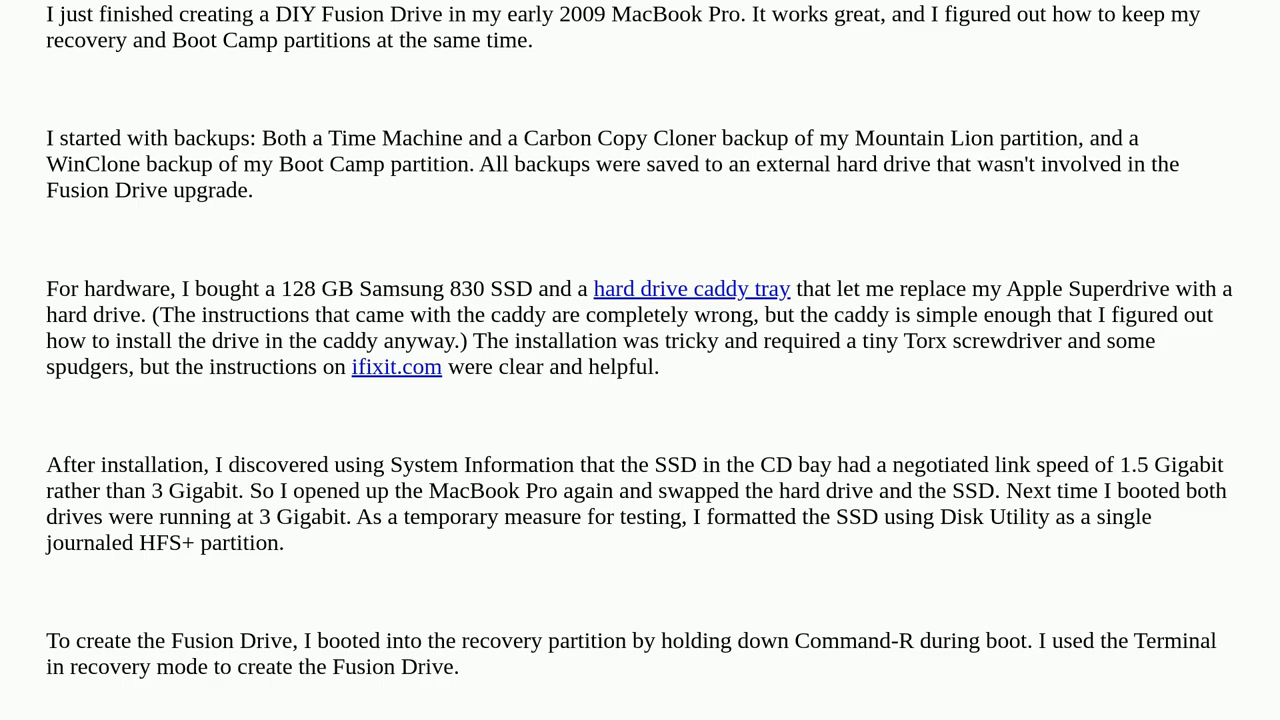 I just finished creating a DIY Fusion Drive in my early 2009 MacBook Pro. It works great, and I figured out how to keep my
recovery and Boot Camp partitions at the same time.
I started with backups: Both a Time Machine and a Carbon Copy Cloner backup of my Mountain Lion partition, and a
WinClone backup of my Boot Camp partition. All backups were saved to an external hard drive that wasn't involved in the
Fusion Drive upgrade.
For hardware, I bought a 128 GB Samsung 830 SSD and a hard drive caddy tray that let me replace my Apple Superdrive with a
hard drive. (The instructions that came with the caddy are completely wrong, but the caddy is simple enough that I figured out
how to install the drive in the caddy anyway.) The installation was tricky and required a tiny Torx screwdriver and some
spudgers, but the instructions on ifixit.com were clear and helpful.
After installation, I discovered using System Information that the SSD in the CD bay had a negotiated link speed of 1.5 Gigabit
rather than 3 Gigabit. So I opened up the MacBook Pro again and swapped the hard drive and the SSD. Next time I booted both
drives were running at 3 Gigabit. As a temporary measure for testing, I formatted the SSD using Disk Utility as a single
journaled HFS+ partition.
To create the Fusion Drive, I booted into the recovery partition by holding down Command-R during boot. I used the Terminal
in recovery mode to create the Fusion Drive.